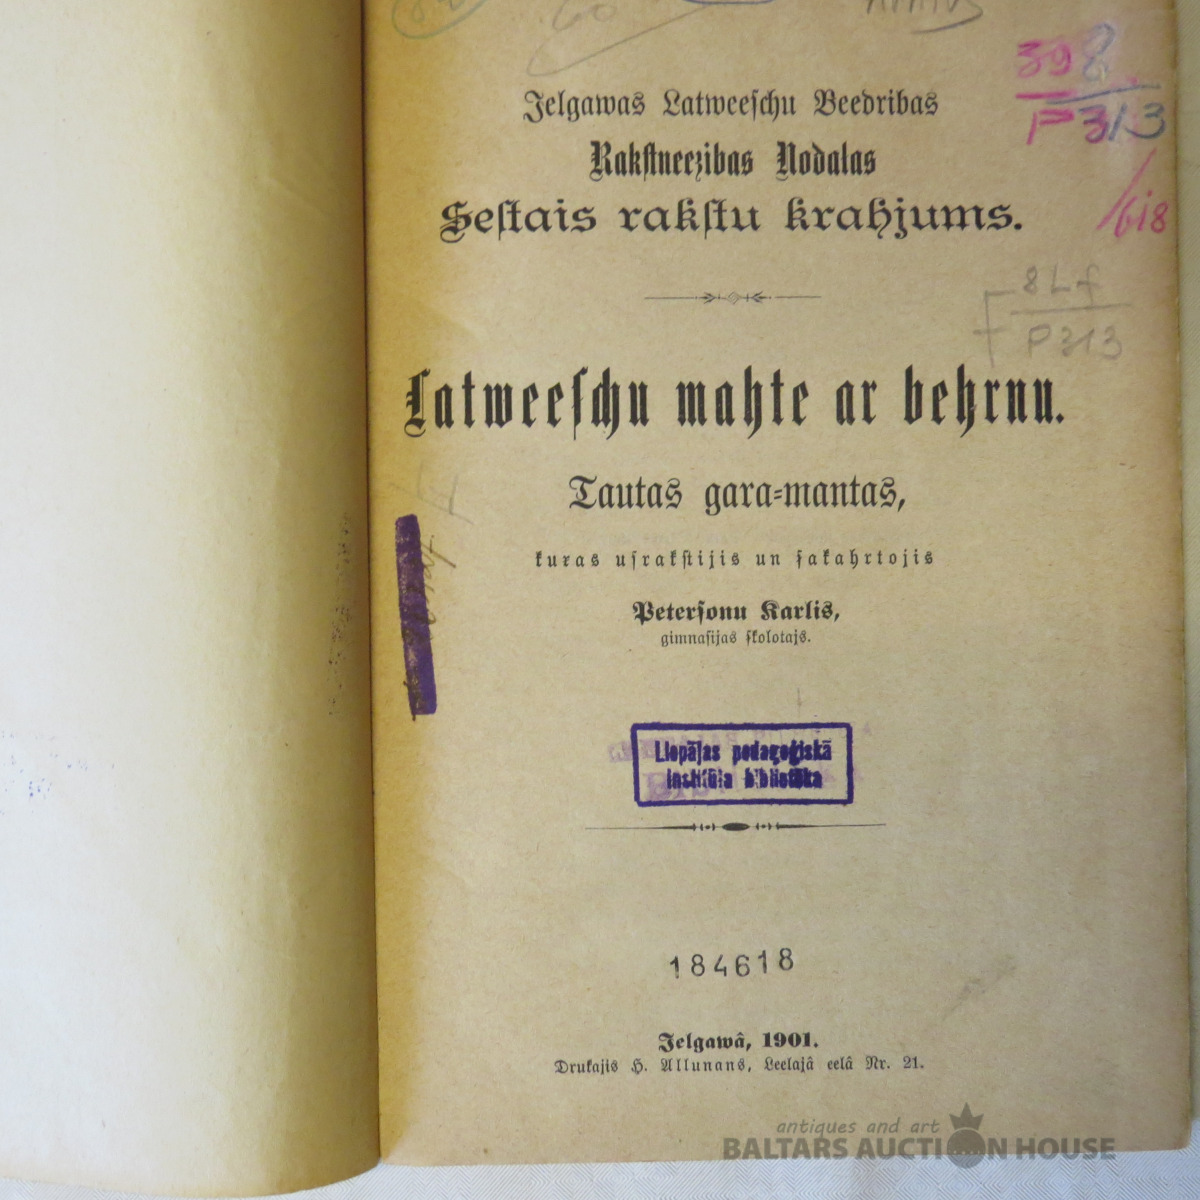 60
398
P313
/618
Jelgawas Latweeſchu Beedribas
Rakſtneezibas Nodalas
Seſtais rakſtu krahjums.
8Lf
P313
Latweeſchu mahte ar behrnu.
Tautas gara-mantas,
kuras uſrakſtijis un ſakahrtojis
Peterſonu Karlis,
gimnaſijas ſkolotajs.
Liepājas pedagoģiskā
institūta bibliotēka
184618
Jelgawâ, 1901.
Drukajis H. Allunans, Leelajâ eelâ Nr. 21.
antiques and art
BALTARS AUCTION HOUSE